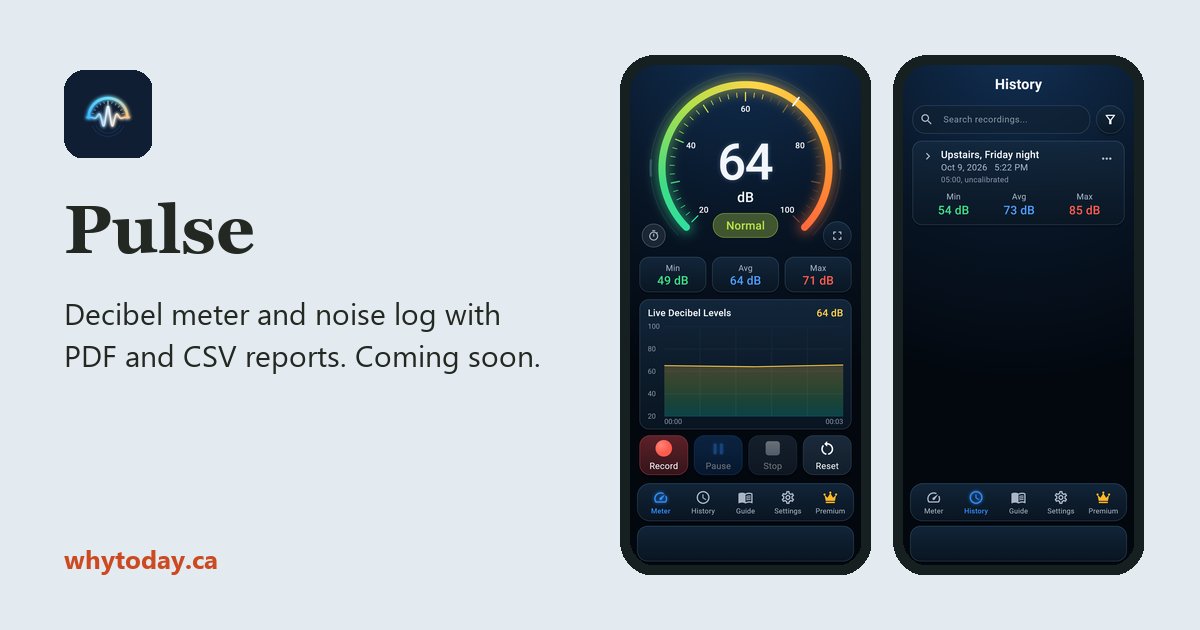 Pulse
Decibel meter and noise log with
PDF and CSV reports. Coming soon.
whytoday.ca
60
40
80
64
dB
20
100
Normal
Min
49 dB
Avg
64 dB
Max
71 dB
Live Decibel Levels
64 dB
100
80
60
40
20
00:00
00:03
Record
Pause
Stop
Reset
Meter
History
Guide
Settings
Premium
History
Search recordings...
Upstairs, Friday night
Oct 9, 2026 5:22 PM
05:00, uncalibrated
Min
Avg
Max
54 dB
73 dB
85 dB
Meter
History
Guide
Settings
Premium